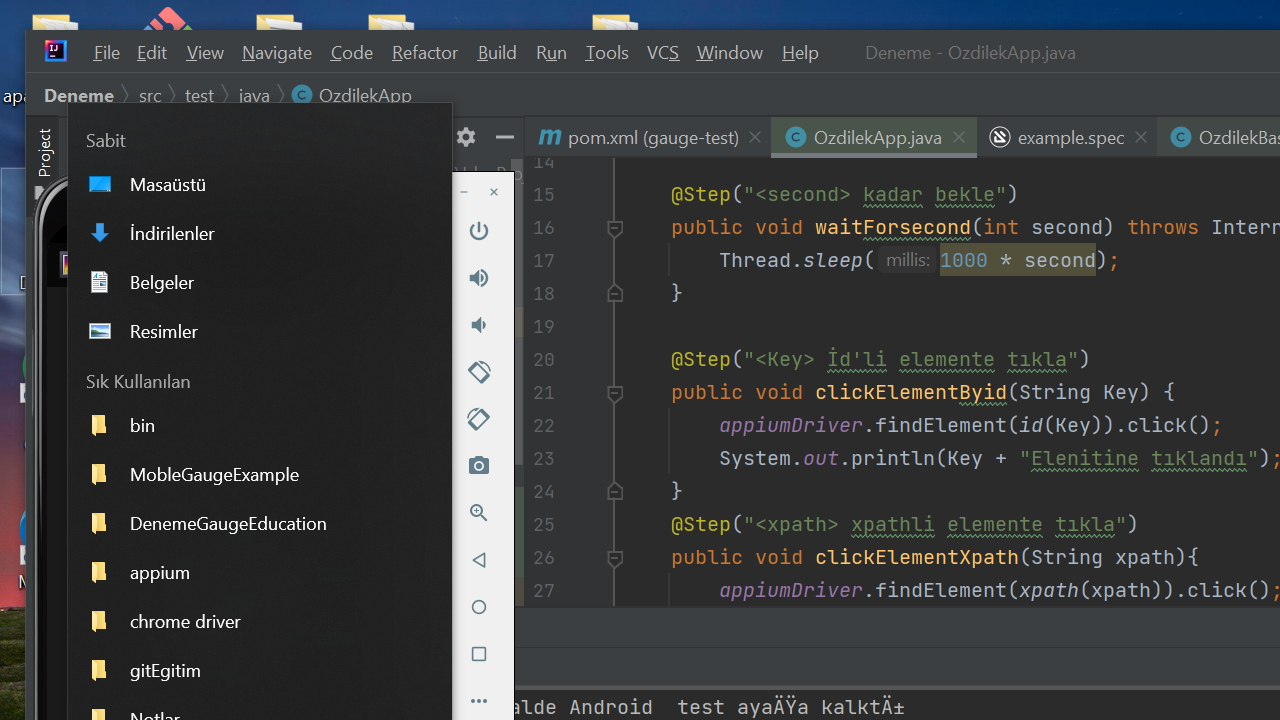 File Edit View Navigate Code Refactor Build Run Tools VCS Window Help Deneme - OzdilekApp.java
Deneme src test java OzdilekApp
Project
Sabit
Masaüstü
İndirilenler
Belgeler
Resimler
Sık Kullanılan
bin
MobleGaugeExample
DenemeGaugeEducation
appium
chrome driver
gitEgitim
Notlar
pom.xml (gauge-test) OzdilekApp.java example.spec OzdilekBas
14
15 @Step("<second> kadar bekle")
16 public void waitForsecond(int second) throws Interr
17 Thread.sleep( millis: 1000 * second);
18 }
19
20 @Step("<Key> İd'li elemente tıkla")
21 public void clickElementByid(String Key) {
22 appiumDriver.findElement(id(Key)).click();
23 System.out.println(Key + "Elenitine tıklandı");
24 }
25 @Step("<xpath> xpathli elemente tıkla")
26 public void clickElementXpath(String xpath){
27 appiumDriver.findElement(xpath(xpath)).click();
alde Android test ayaÄŸa kalktÄ±